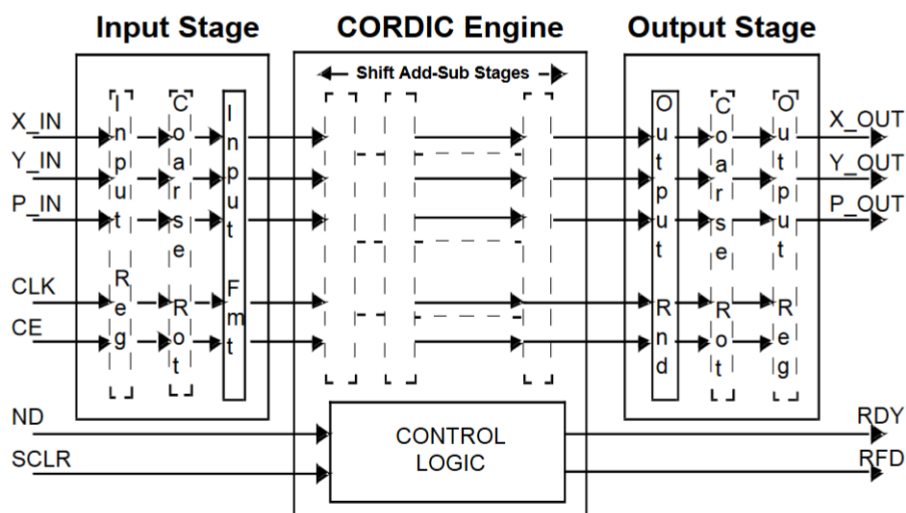 Input Stage
CORDIC Engine
Output Stage
Shift Add-Sub Stages
X_IN
Y_IN
P_IN
CLK
CE
ND
SCLR
Input Reg
Coarse Rot
Input Fmt
CONTROL
LOGIC
Output Rnd
Coarse Rot
Output Reg
X_OUT
Y_OUT
P_OUT
RDY
RFD